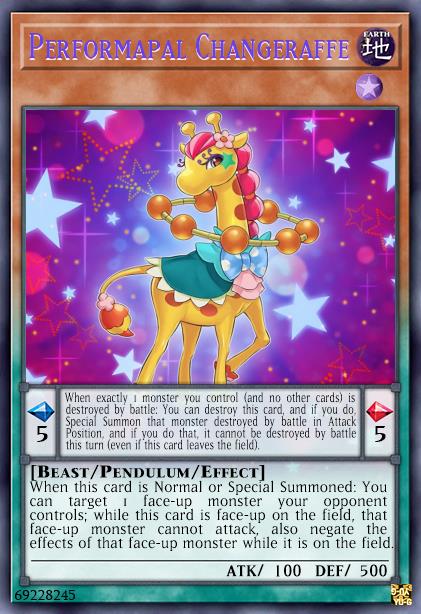 PERFORMAPAL CHANGERAFFE
EARTH
地
When exactly 1 monster you control (and no other cards) is
destroyed by battle: You can destroy this card, and if you do,
Special Summon that monster destroyed by battle in Attack
Position, and if you do that, it cannot be destroyed by battle
this turn (even if this card leaves the field).
5
5
[BEAST/PENDULUM/EFFECT]
When this card is Normal or Special Summoned: You
can target 1 face-up monster your opponent
controls; while this card is face-up on the field, that
face-up monster cannot attack, also negate the
effects of that face-up monster while it is on the field.
ATK/ 100 DEF/ 500
69228245